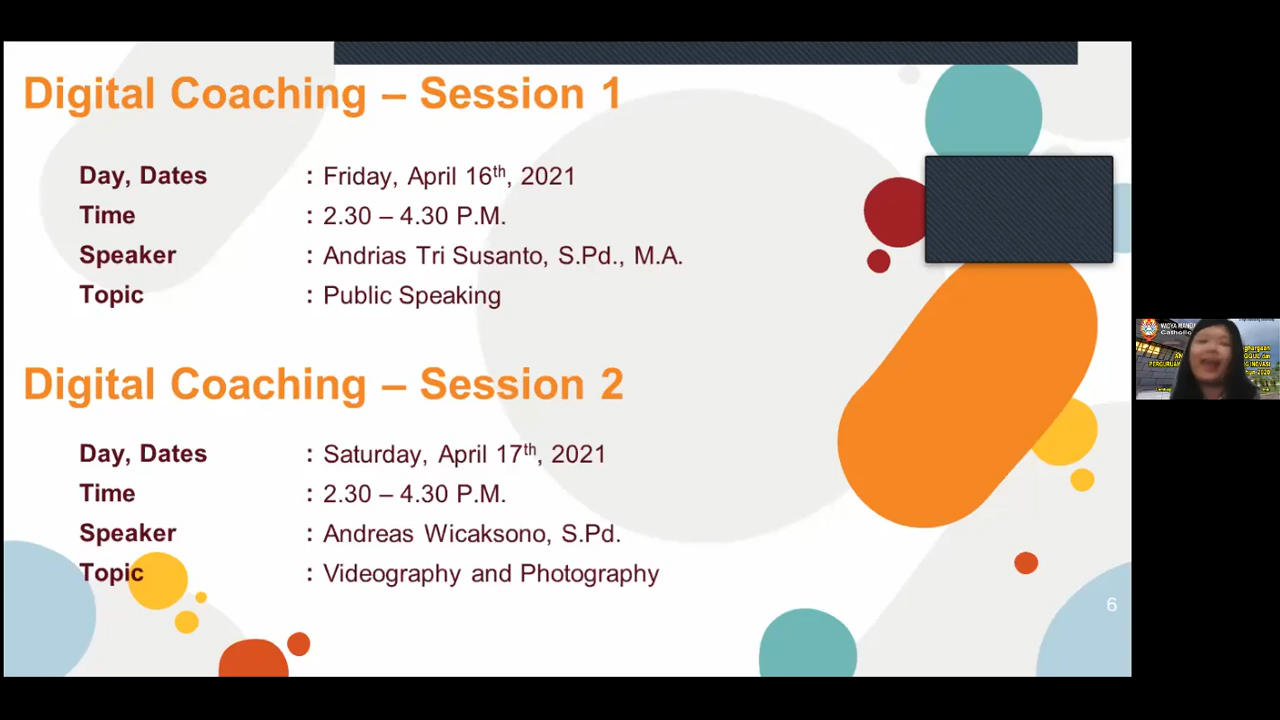 Digital Coaching – Session 1
Day, Dates : Friday, April 16th, 2021
Time : 2.30 – 4.30 P.M.
Speaker : Andrias Tri Susanto, S.Pd., M.A.
Topic : Public Speaking
Digital Coaching – Session 2
Day, Dates : Saturday, April 17th, 2021
Time : 2.30 – 4.30 P.M.
Speaker : Andreas Wicaksono, S.Pd.
Topic : Videography and Photography
6
WIDYA
Catholic